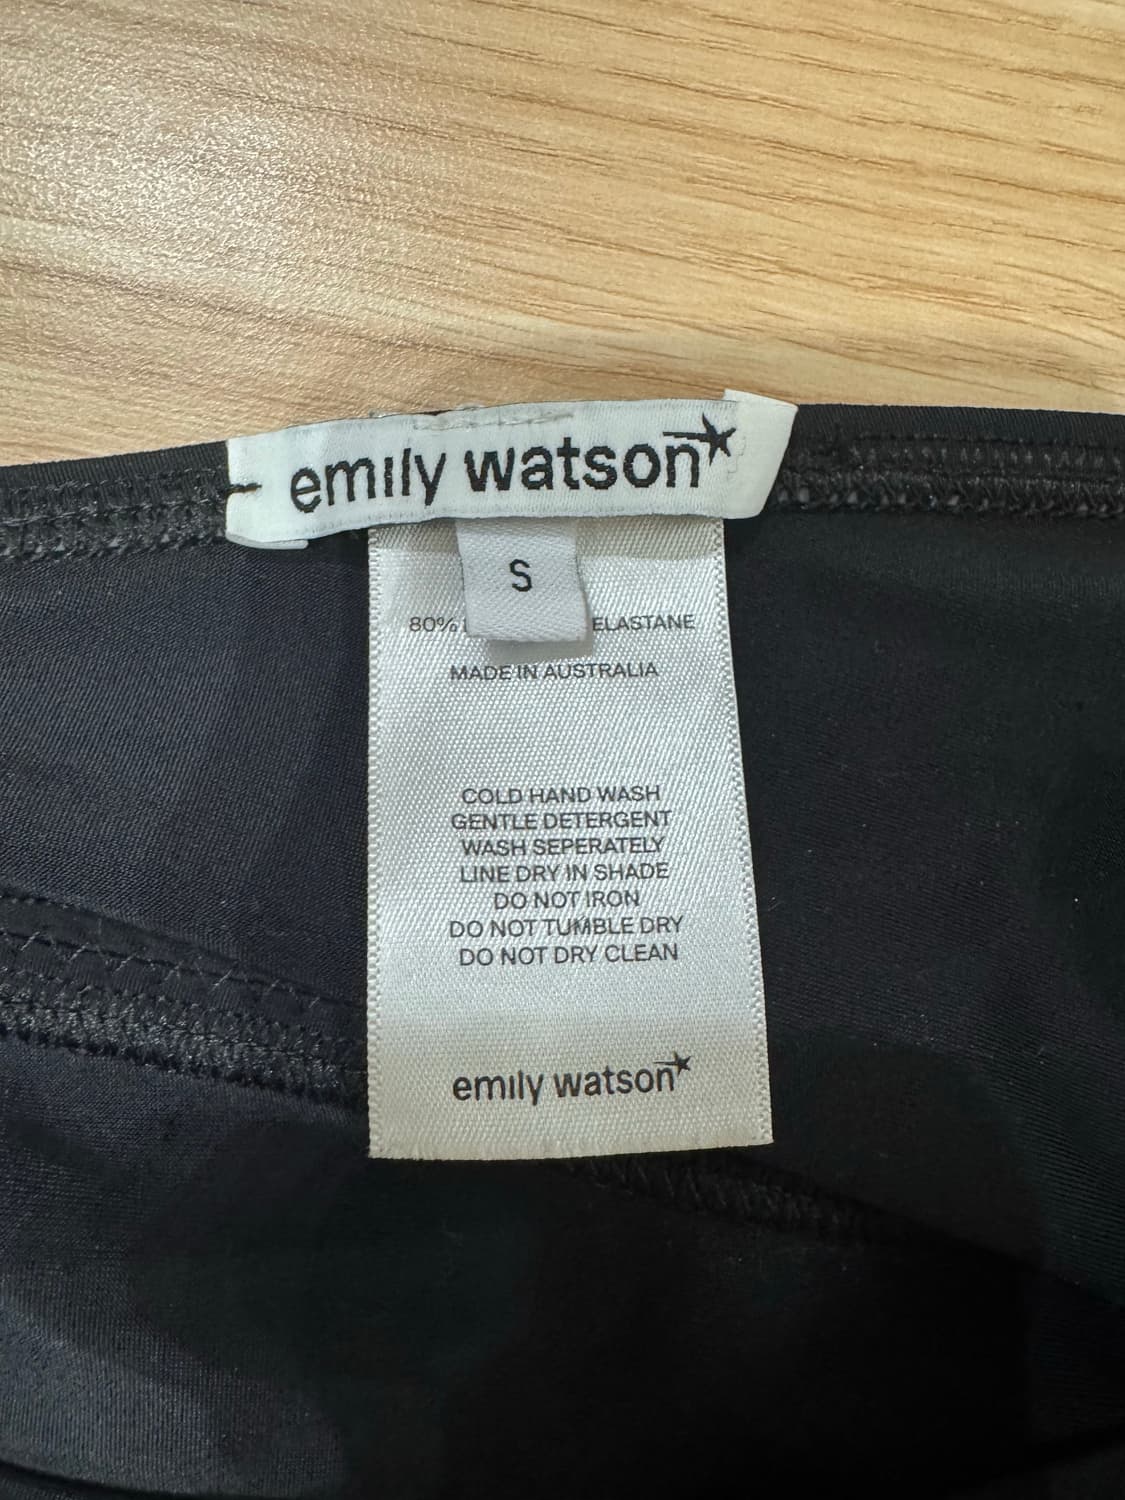 emily watson
S
80% ELASTANE
MADE IN AUSTRALIA
COLD HAND WASH
GENTLE DETERGENT
WASH SEPERATELY
LINE DRY IN SHADE
DO NOT IRON
DO NOT TUMBLE DRY
DO NOT DRY CLEAN
emily watson